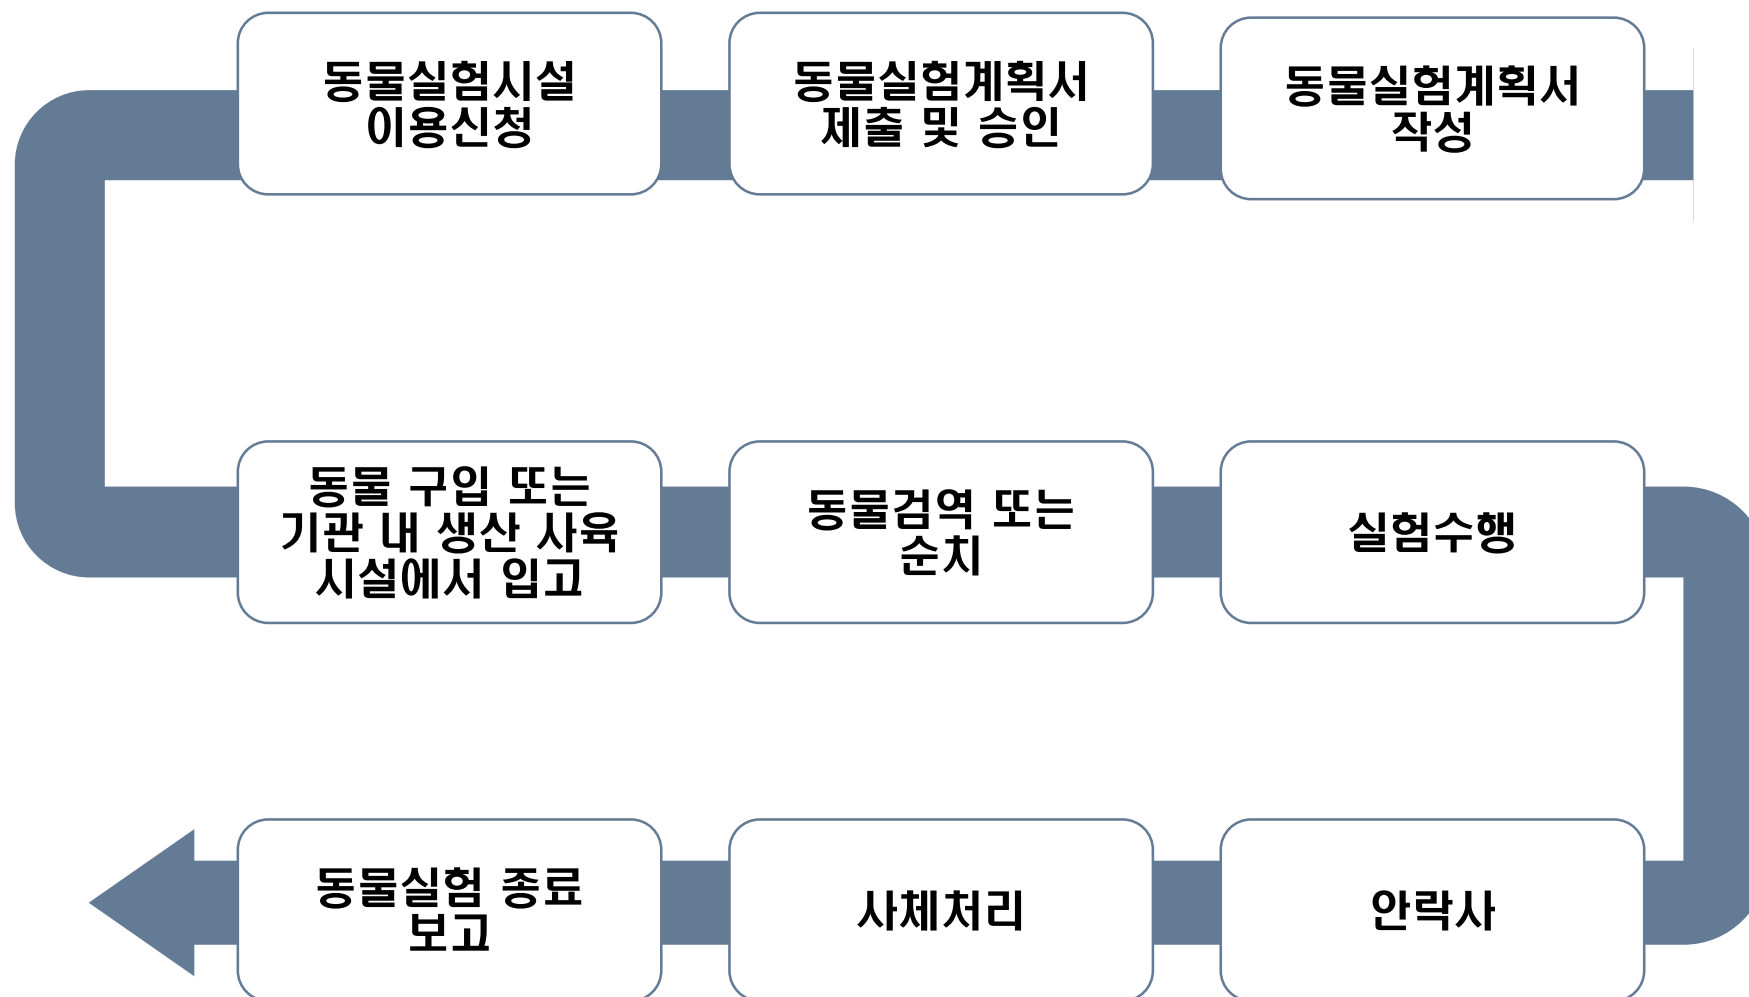 동물실험시설
이용신청
동물실험계획서
제출 및 승인
동물실험계획서
작성
동물 구입 또는
기관 내 생산 사육
시설에서 입고
동물검역 또는
순치
실험수행
동물실험 종료
보고
사체처리
안락사